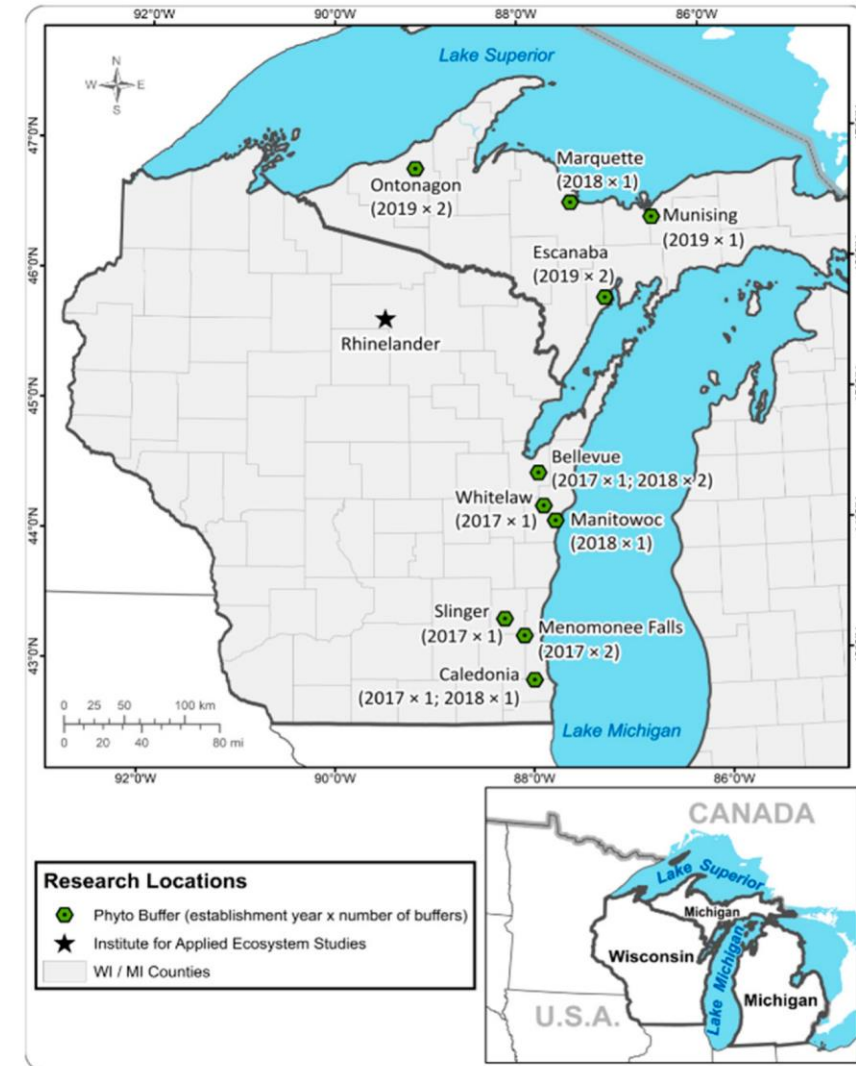 92°0'W
90°0'W
88°0'W
86°0'W
Lake Superior
N
W
E
S
47°0'N
Marquette
(2018 × 1)
Ontonagon
(2019 × 2)
Munising
(2019 × 1)
Escanaba
(2019 × 2)
46°0'N
Rhinelander
45°0'N
Bellevue
(2017 × 1; 2018 × 2)
Whitelaw
(2017 × 1)
44°0'N
Manitowoc
(2018 × 1)
Slinger
(2017 × 1)
Menomonee Falls
(2017 × 2)
43°0'N
Caledonia
(2017 × 1; 2018 × 1)
0 25 50 100 km
0 20 40 80 mi
Lake Michigan
92°0'W
90°0'W
88°0'W
86°0'W
Research Locations
Phyto Buffer (establishment year x number of buffers)
Institute for Applied Ecosystem Studies
WI / MI Counties
CANADA
Lake Superior
Michigan
Wisconsin
Lake Michigan
Michigan
U.S.A.